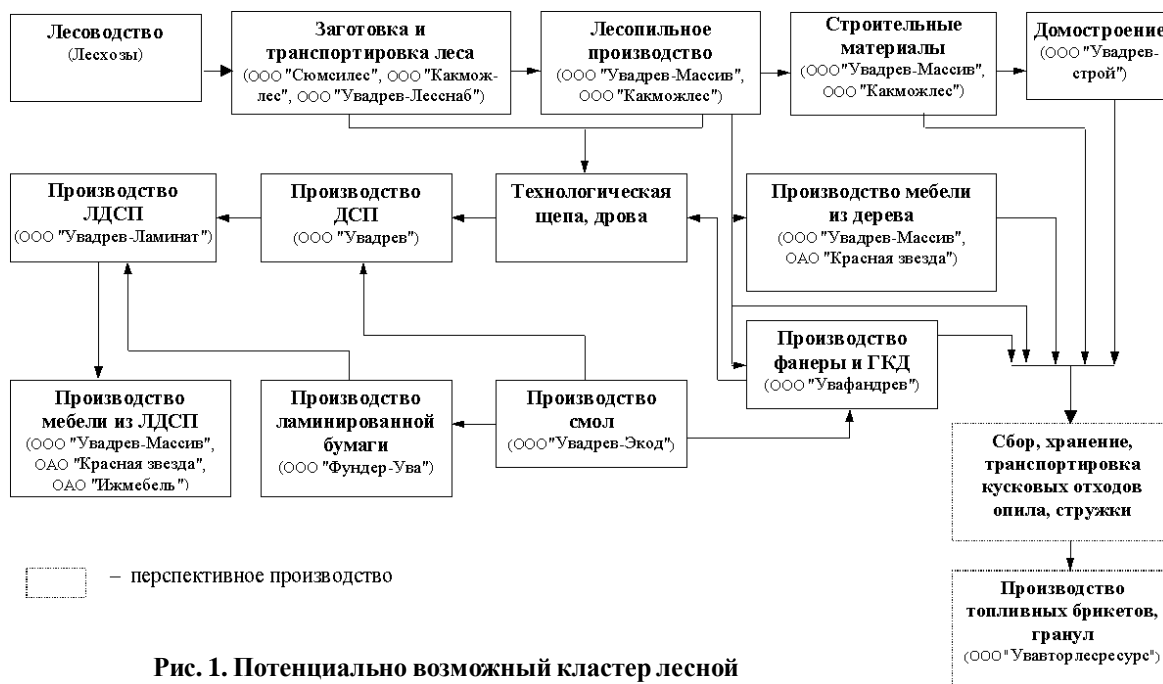 Лесоводство
(Лесхозы)
Заготовка и
транспортировка леса
(ООО "Сюмсилес", ООО "Какмож-
лес", ООО "Увадрев-Лесснаб")
Лесопильное
производство
(ООО "Увадрев-Массив",
ООО "Какможлес")
Строительные
материалы
(ООО "Увадрев-Массив",
ООО "Какможлес")
Домостроение
(ООО "Увадрев-
строй")
Производство
ЛДСП
(ООО "Увадрев-Ламинат")
Производство
ДСП
(ООО "Увадрев")
Технологическая
щепа, дрова
Производство мебели
из дерева
(ООО "Увадрев-Массив",
ОАО "Красная звезда")
Производство
фанеры и ГКД
(ООО "Увафандрев")
Производство
мебели из ЛДСП
(ООО "Увадрев-Массив",
ОАО "Красная звезда",
ОАО "Ижмебель")
Производство
ламинированной
бумаги
(ООО "Фундер-Ува")
Производство
смол
(ООО"Увадрев-Экод")
Сбор, хранение,
транспортировка
кусковых отходов
опила, стружки
– перспективное производство
Производство
топливных брикетов,
гранул
(ООО"Увавторлесресурс")
Рис. 1. Потенциально возможный кластер лесной